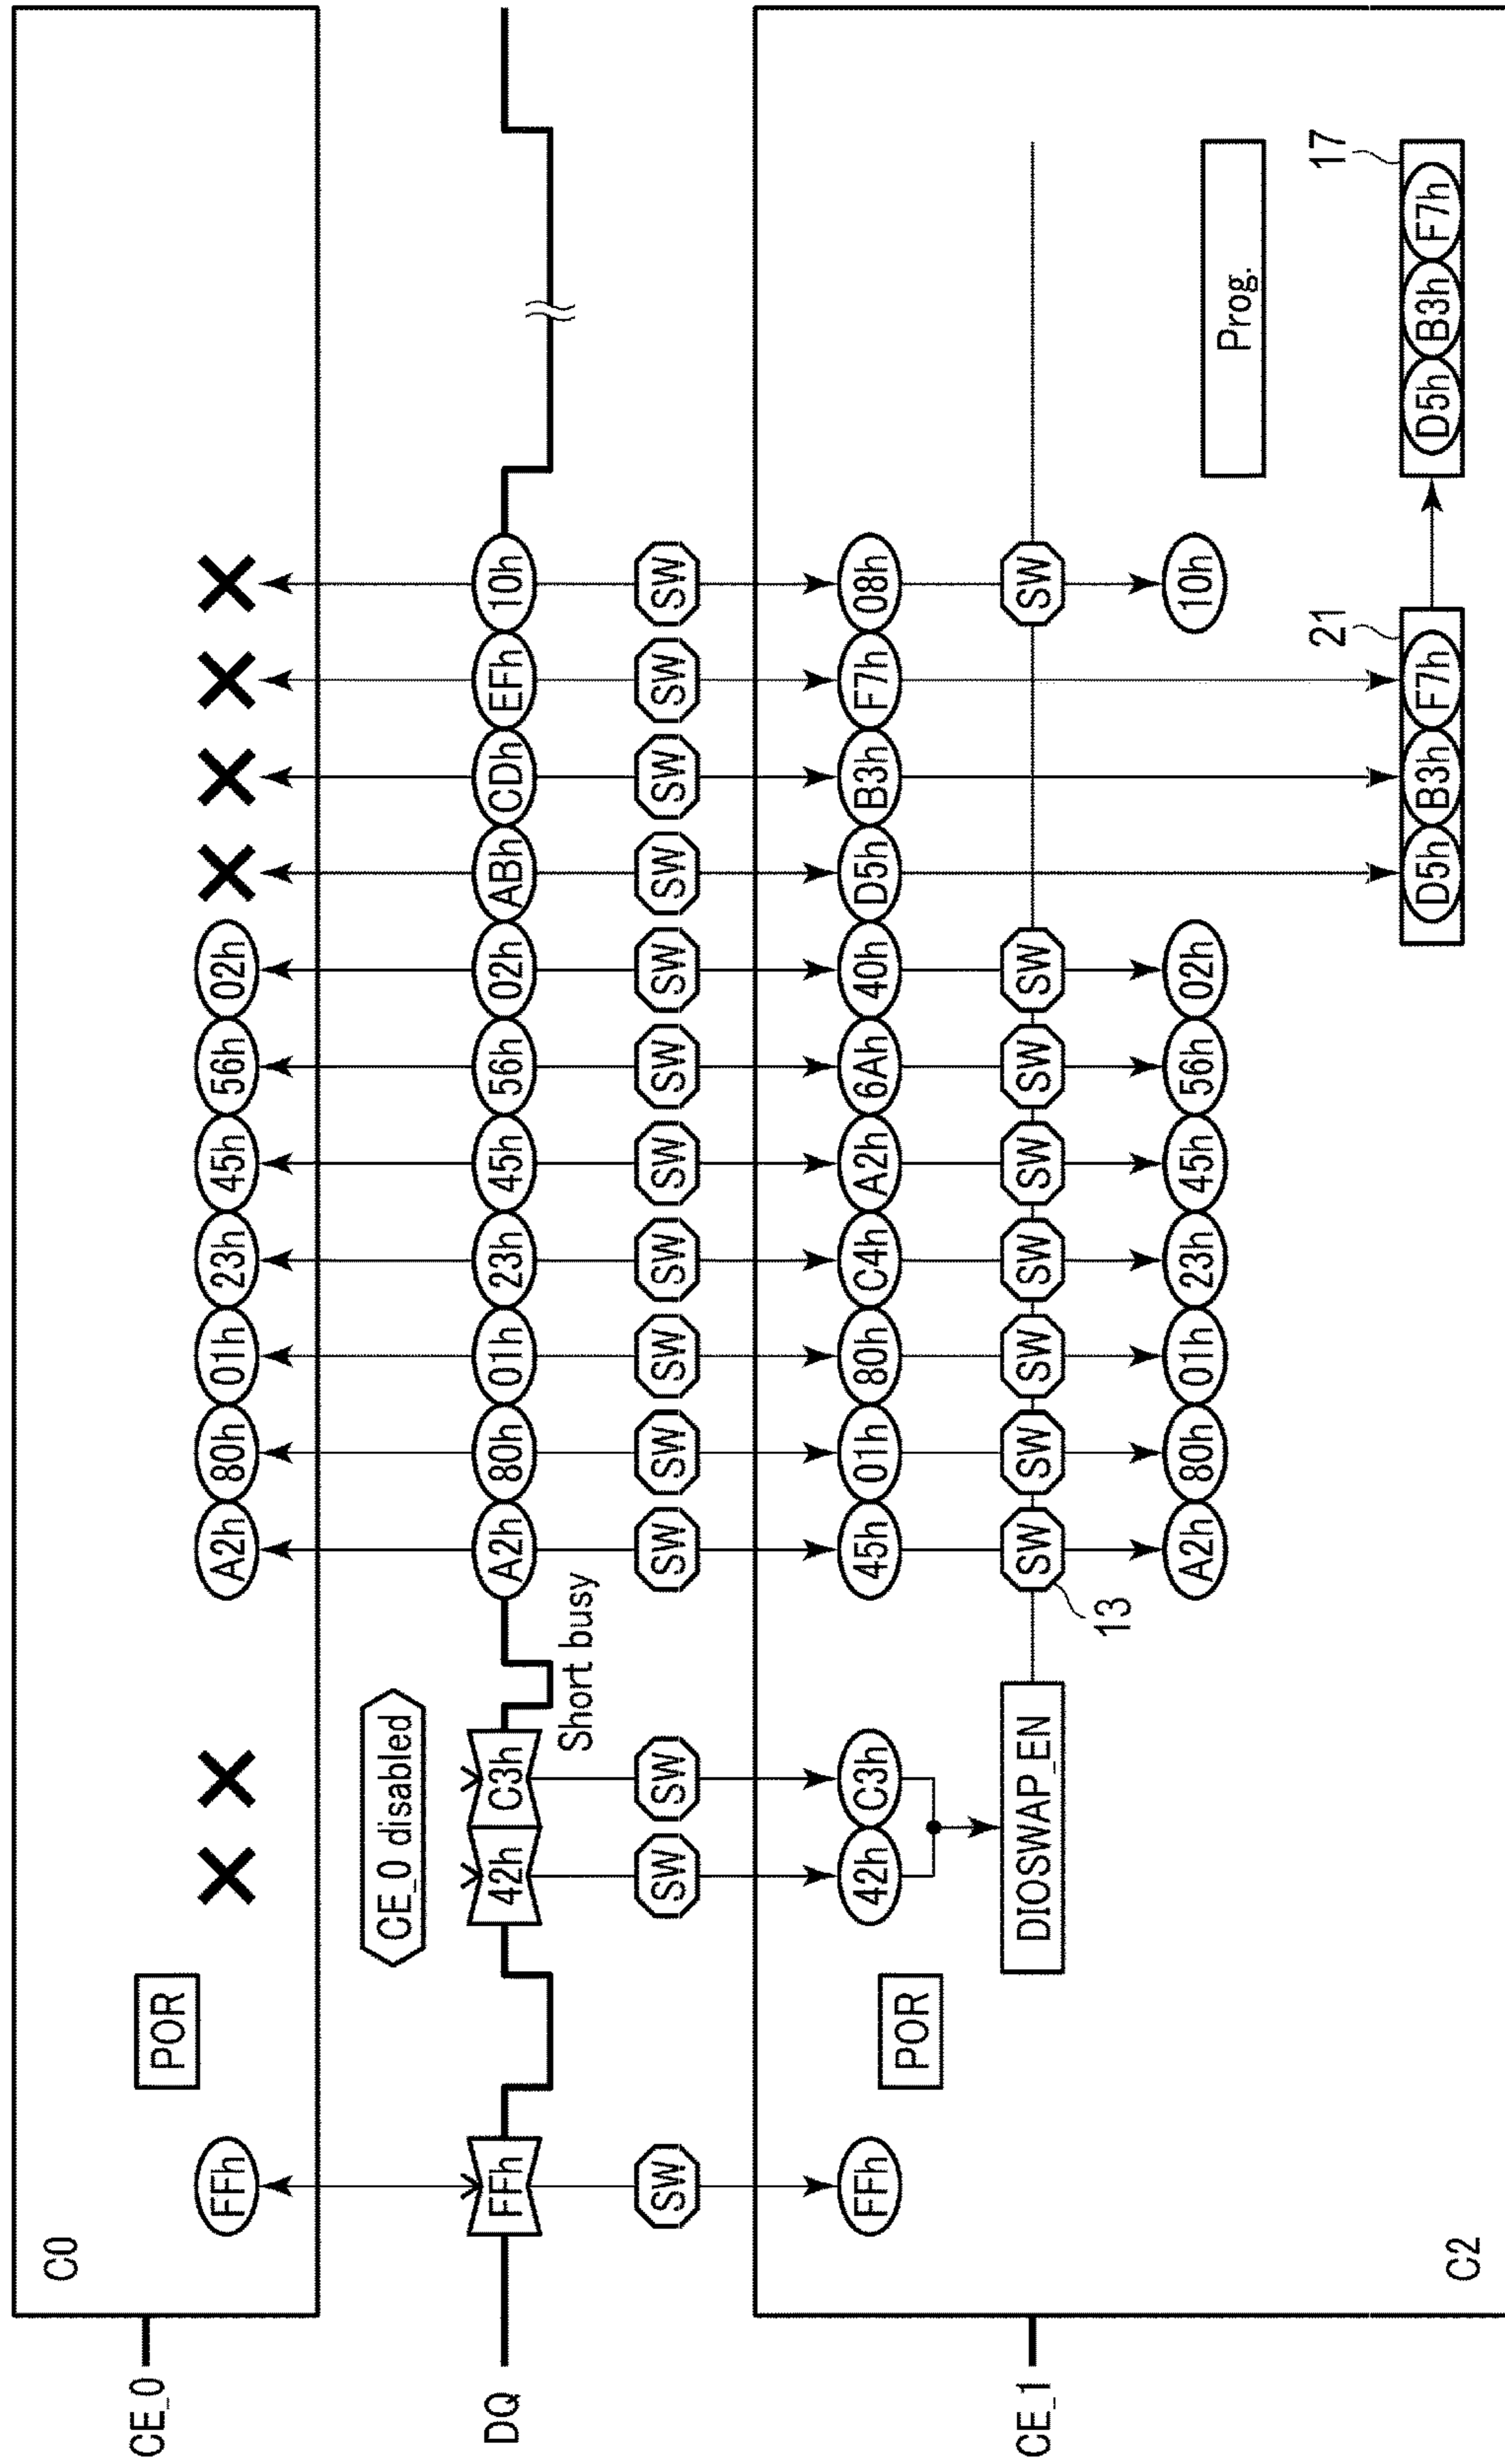 C0
CE_0
POR
FFh A2h 80h 01h 23h 45h 56h 02h
CE_0 disabled
DQ FFh 42h C3h A2h 80h 01h 23h 45h 56h 02h ABh CDh EFh 10h
Short busy
SW SW SW SW SW SW SW SW SW SW SW SW SW SW
FFh 42h C3h 45h 01h 80h C4h A2h 6Ah 40h D5h B3h F7h 08h
POR
CE_1 DIOSWAP_EN SW SW SW SW SW SW SW SW
13
A2h 80h 01h 23h 45h 56h 02h 10h
Prog.
21 17
D5h B3h F7h D5h B3h F7h
C2